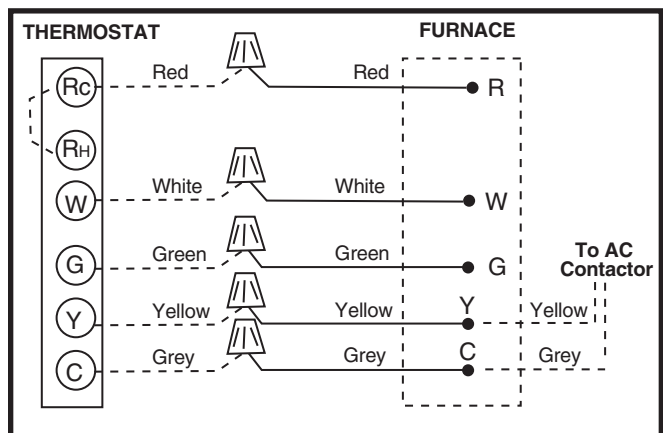 THERMOSTAT
FURNACE
Rc
Red
Red
R
RH
W
White
White
W
G
Green
Green
G
To AC
Contactor
Y
Yellow
Yellow
Y
Yellow
C
Grey
Grey
C
Grey